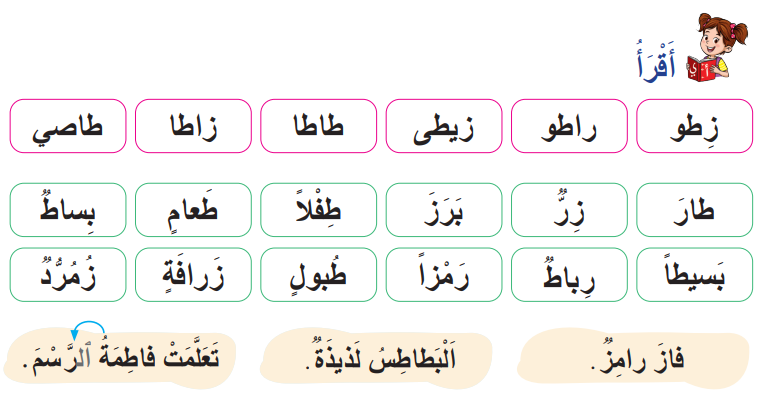 أَقْرَأُ
زِطو راطو زيطى طاطا زاطا طاصي
طارَ زِرٌّ بَرَزَ طِفْلاً طَعامٍ بِساطٌ
بَسيطاً رِباطٌ رَمْزاً طُبولٍ زَرافَةٍ زُمُرُّدٌ
فازَ رامِزٌ. اَلْبَطاطِسُ لَذيذَةٌ. تَعَلَّمَتْ فاطِمَةُ ٱلرَّسْمَ.